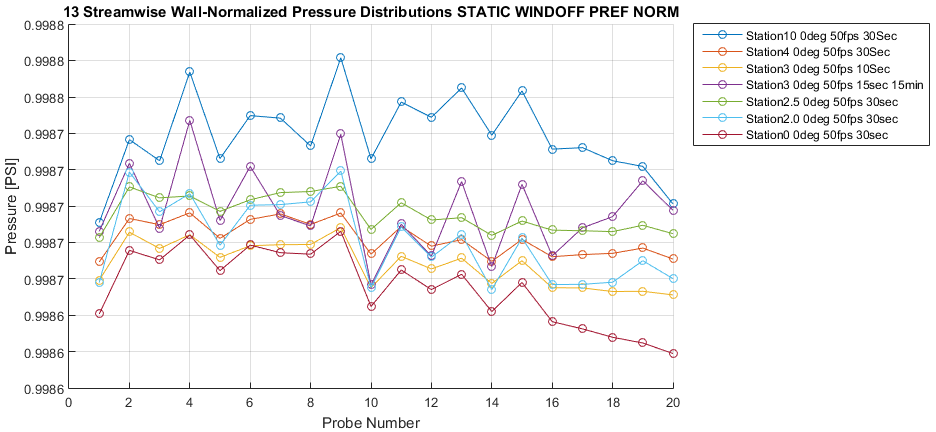 13 Streamwise Wall-Normalized Pressure Distributions STATIC WINDOFF PREF NORM
0.9988
0.9988
0.9988
0.9987
0.9987
0.9987
0.9987
0.9987
0.9986
0.9986
0.9986
Pressure [PSI]
0 2 4 6 8 10 12 14 16 18 20
Probe Number
Station10 0deg 50fps 30Sec
Station4 0deg 50fps 30Sec
Station3 0deg 50fps 10Sec
Station3 0deg 50fps 15sec 15min
Station2.5 0deg 50fps 30sec
Station2.0 0deg 50fps 30sec
Station0 0deg 50fps 30sec